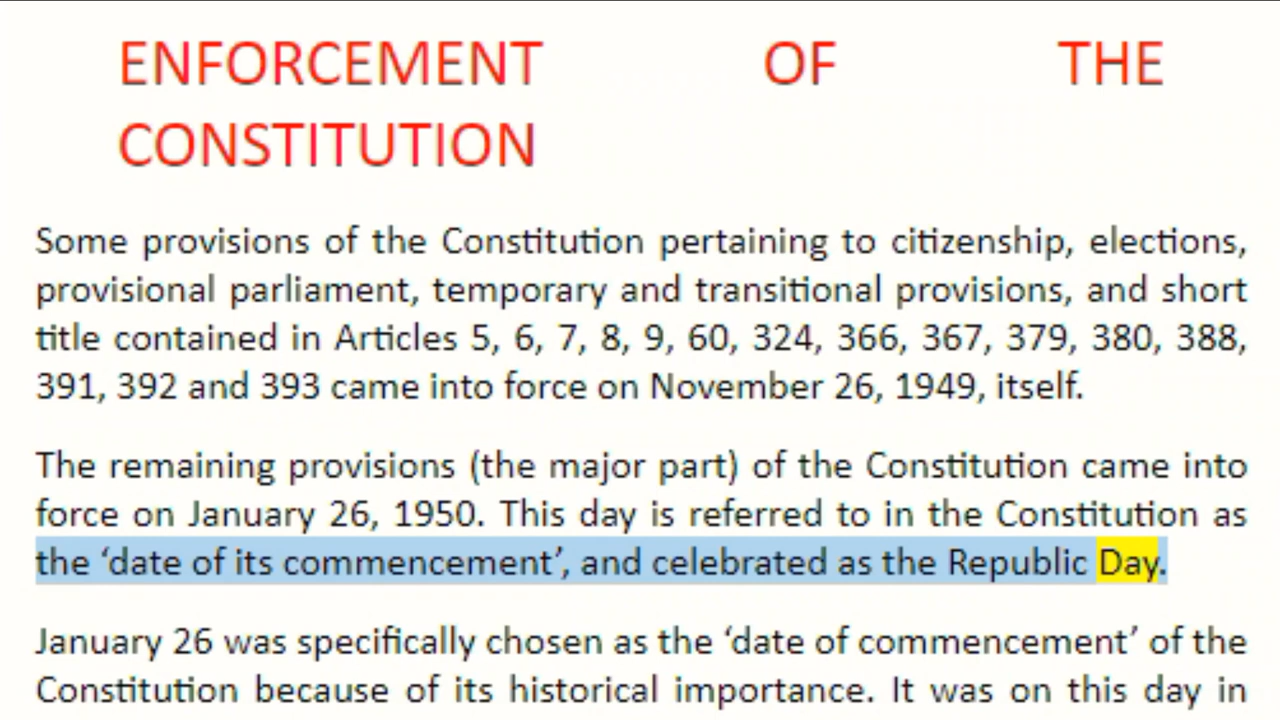 ENFORCEMENT OF THE
CONSTITUTION
Some provisions of the Constitution pertaining to citizenship, elections,
provisional parliament, temporary and transitional provisions, and short
title contained in Articles 5, 6, 7, 8, 9, 60, 324, 366, 367, 379, 380, 388,
391, 392 and 393 came into force on November 26, 1949, itself.
The remaining provisions (the major part) of the Constitution came into
force on January 26, 1950. This day is referred to in the Constitution as
the ‘date of its commencement’, and celebrated as the Republic Day.
January 26 was specifically chosen as the ‘date of commencement’ of the
Constitution because of its historical importance. It was on this day in